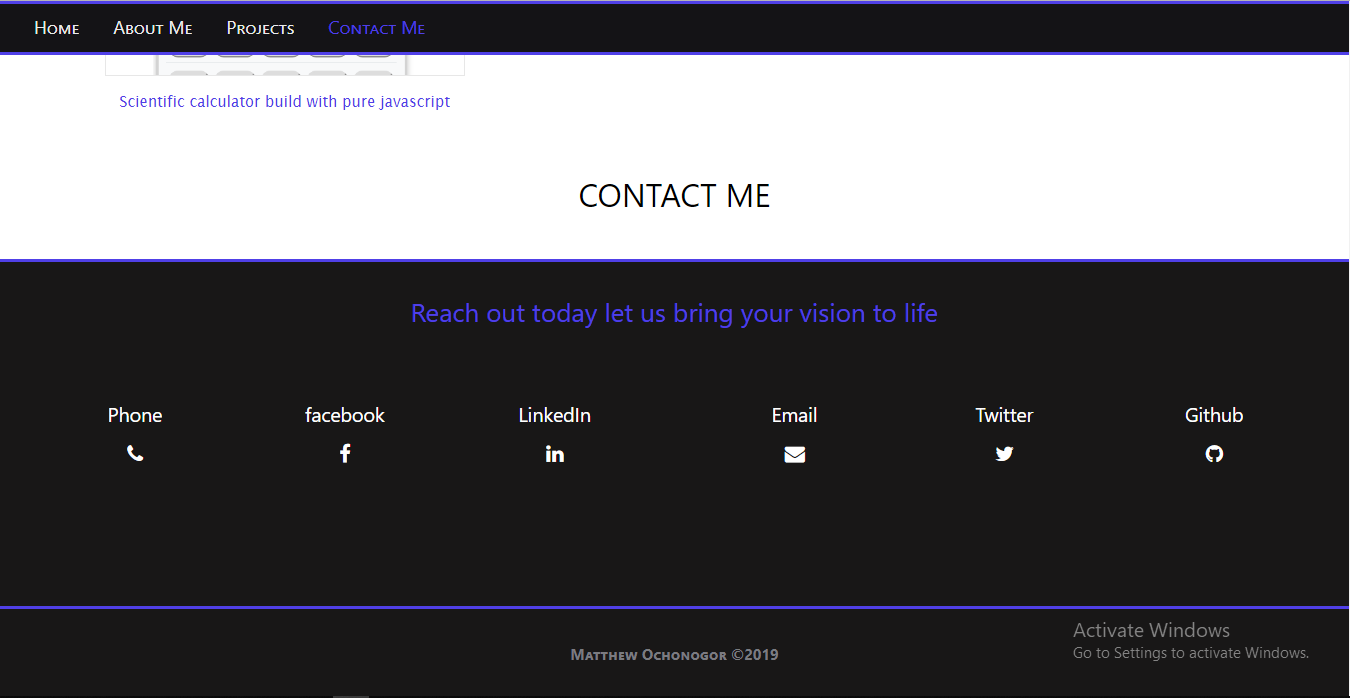 Home About Me Projects Contact Me
Scientific calculator build with pure javascript
CONTACT ME
Reach out today let us bring your vision to life
Phone facebook LinkedIn Email Twitter Github
Activate Windows
Go to Settings to activate Windows.
Matthew Ochonogor ©2019